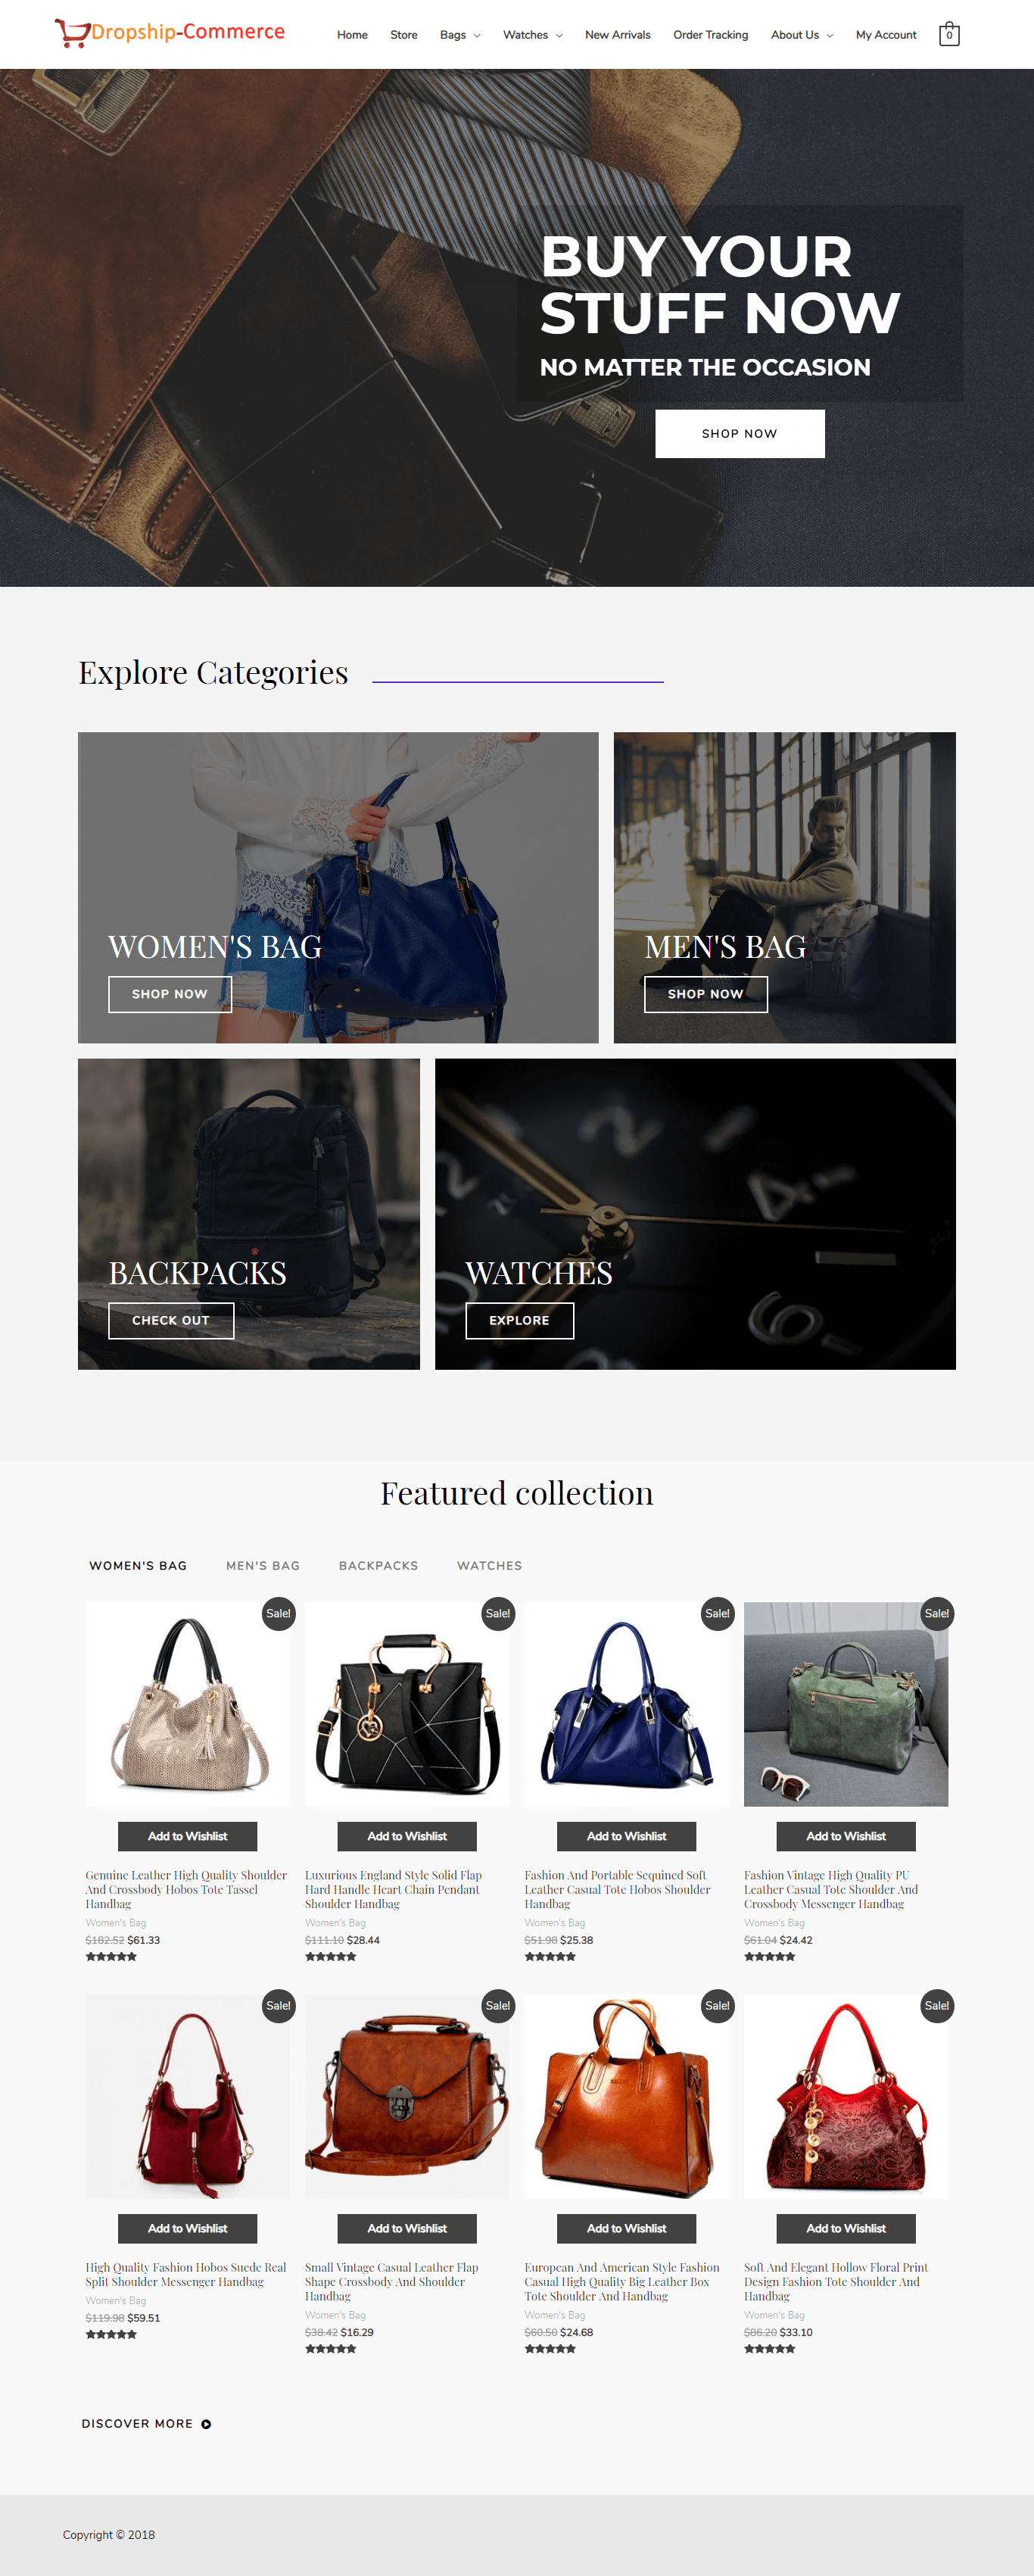 Dropship-Commerce
Home Store Bags Watches New Arrivals Order Tracking About Us My Account 0
BUY YOUR
STUFF NOW
NO MATTER THE OCCASION
SHOP NOW
Explore Categories
WOMEN'S BAG
SHOP NOW
MEN'S BAG
SHOP NOW
BACKPACKS
CHECK OUT
WATCHES
EXPLORE
Featured collection
WOMEN'S BAG MEN'S BAG BACKPACKS WATCHES
Sale!
Add to Wishlist
Genuine Leather High Quality Shoulder
And Crossbody Hobos Tote Tassel
Handbag
Women's Bag
$182.52 $61.33
Sale!
Add to Wishlist
Luxurious England Style Solid Flap
Hard Handle Heart Chain Pendant
Shoulder Handbag
Women's Bag
$111.10 $28.44
Sale!
Add to Wishlist
Fashion And Portable Sequined Soft
Leather Casual Tote Hobos Shoulder
Handbag
Women's Bag
$51.98 $25.38
Sale!
Add to Wishlist
Fashion Vintage High Quality PU
Leather Casual Tote Shoulder And
Crossbody Messenger Handbag
Women's Bag
$61.04 $24.42
Sale!
Add to Wishlist
High Quality Fashion Hobos Suede Real
Split Shoulder Messenger Handbag
Women's Bag
$119.98 $59.51
Sale!
Add to Wishlist
Small Vintage Casual Leather Flap
Shape Crossbody And Shoulder
Handbag
Women's Bag
$38.42 $16.29
Sale!
Add to Wishlist
European And American Style Fashion
Casual High Quality Big Leather Box
Tote Shoulder And Handbag
Women's Bag
$60.50 $24.68
Sale!
Add to Wishlist
Soft And Elegant Hollow Floral Print
Design Fashion Tote Shoulder And
Handbag
Women's Bag
$86.20 $33.10
DISCOVER MORE
Copyright © 2018